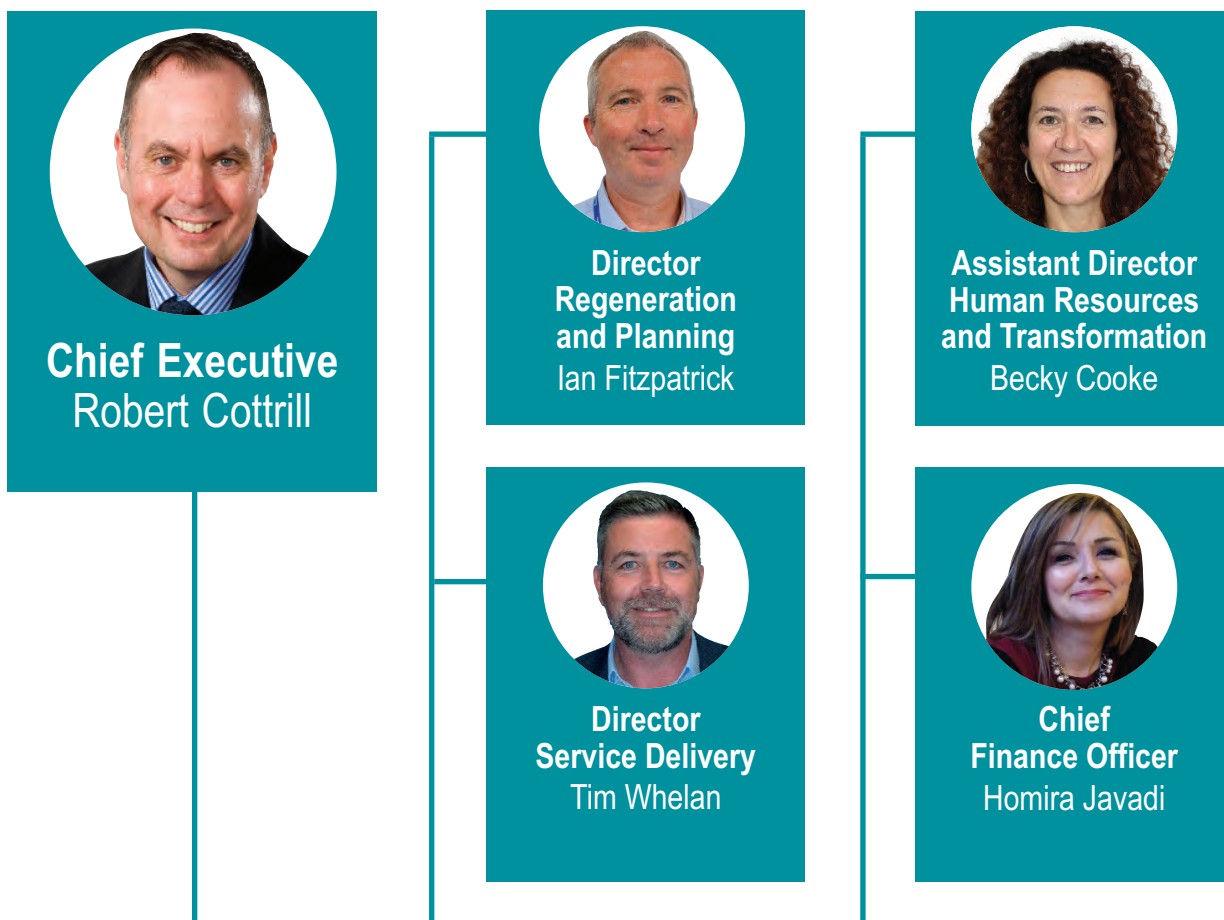 Chief Executive
Robert Cottrill
Director
Regeneration
and Planning
Ian Fitzpatrick
Assistant Director
Human Resources
and Transformation
Becky Cooke
Director
Service Delivery
Tim Whelan
Chief
Finance Officer
Homira Javadi